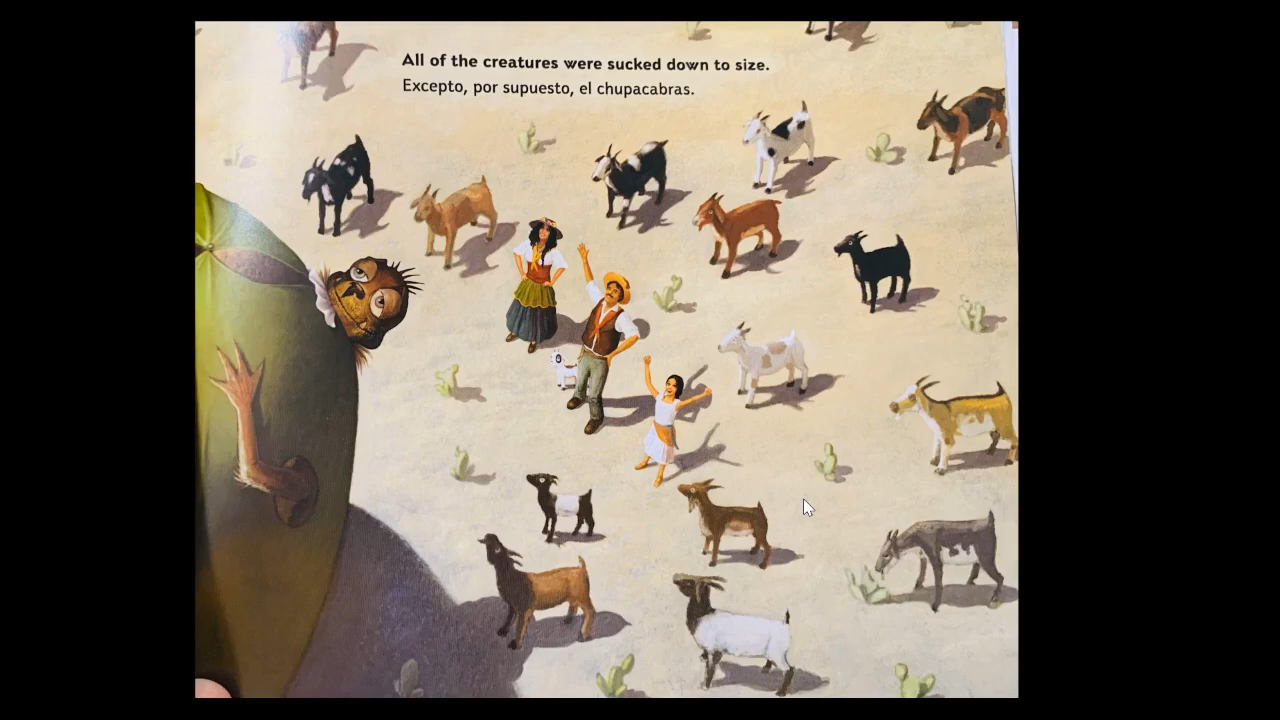 All of the creatures were sucked down to size.
Excepto, por supuesto, el chupacabras.